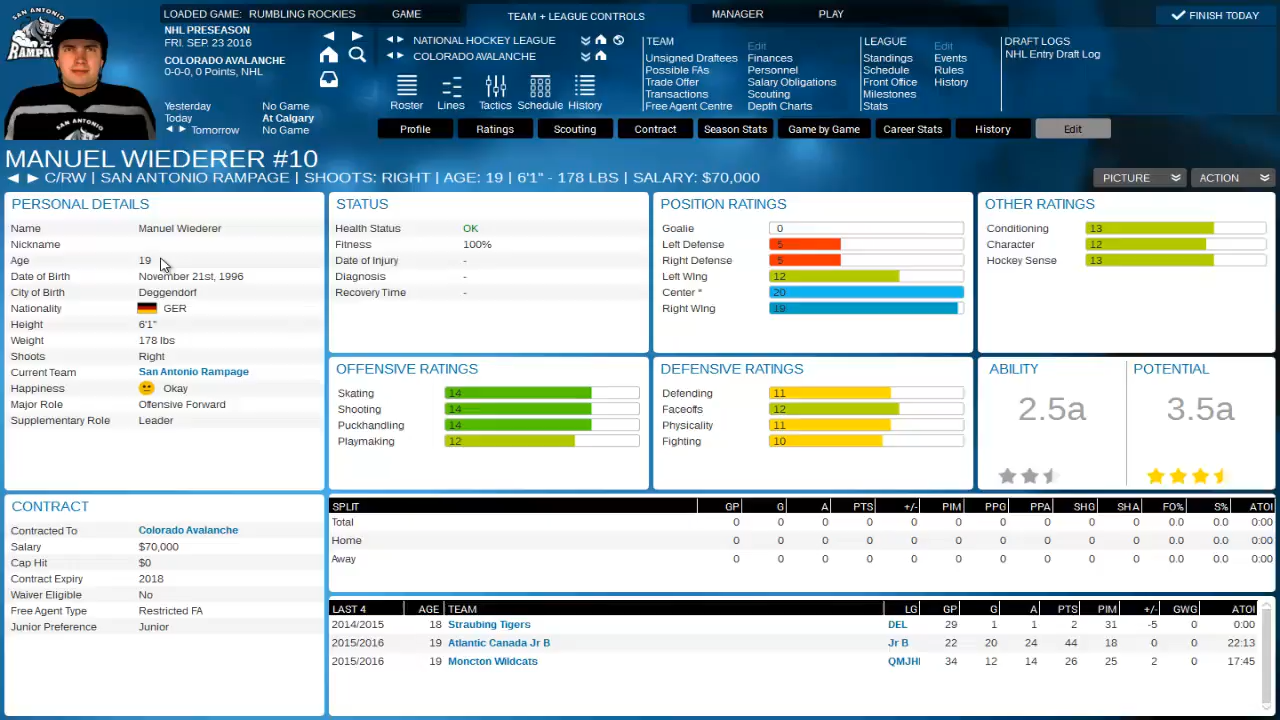 SAN ANTONIO
RAMPAGE
LOADED GAME: RUMBLING ROCKIES
GAME
TEAM + LEAGUE CONTROLS
MANAGER
PLAY
FINISH TODAY
NHL PRESEASON
FRI. SEP. 23 2016
COLORADO AVALANCHE
0-0-0, 0 Points, NHL
Yesterday No Game
Today At Calgary
Tomorrow No Game
NATIONAL HOCKEY LEAGUE
COLORADO AVALANCHE
Roster Lines Tactics Schedule History
TEAM
Unsigned Draftees
Possible FAs
Trade Offer
Transactions
Free Agent Centre
Edit
Finances
Personnel
Salary Obligations
Scouting
Depth Charts
LEAGUE
Standings
Schedule
Front Office
Milestones
Stats
Edit
Events
Rules
History
DRAFT LOGS
NHL Entry Draft Log
Profile Ratings Scouting Contract Season Stats Game by Game Career Stats History Edit
MANUEL WIEDERER #10
C/RW | SAN ANTONIO RAMPAGE | SHOOTS: RIGHT | AGE: 19 | 6'1" - 178 LBS | SALARY: $70,000
PICTURE ACTION
PERSONAL DETAILS
Name Manuel Wiederer
Nickname
Age 19
Date of Birth November 21st, 1996
City of Birth Deggendorf
Nationality GER
Height 6'1"
Weight 178 lbs
Shoots Right
Current Team San Antonio Rampage
Happiness Okay
Major Role Offensive Forward
Supplementary Role Leader
STATUS
Health Status OK
Fitness 100%
Date of Injury -
Diagnosis -
Recovery Time -
POSITION RATINGS
Goalie 0
Left Defense 5
Right Defense 5
Left Wing 12
Center * 20
Right Wing 19
OTHER RATINGS
Conditioning 13
Character 12
Hockey Sense 13
OFFENSIVE RATINGS
Skating 14
Shooting 14
Puckhandling 14
Playmaking 12
DEFENSIVE RATINGS
Defending 11
Faceoffs 12
Physicality 11
Fighting 10
ABILITY
2.5a
POTENTIAL
3.5a
CONTRACT
Contracted To Colorado Avalanche
Salary $70,000
Cap Hit $0
Contract Expiry 2018
Waiver Eligible No
Free Agent Type Restricted FA
Junior Preference Junior
SPLIT GP G A PTS +/- PIM PPG PPA SHG SHA FO% S% ATOI
Total 0 0 0 0 0 0 0 0 0 0 0.0 0.0 0:00
Home 0 0 0 0 0 0 0 0 0 0 0.0 0.0 0:00
Away 0 0 0 0 0 0 0 0 0 0 0.0 0.0 0:00
LAST 4 AGE TEAM LG GP G A PTS PIM +/- GWG ATOI
2014/2015 18 Straubing Tigers DEL 29 1 1 2 31 -5 0 0:00
2015/2016 19 Atlantic Canada Jr B Jr B 22 20 24 44 18 0 0 22:13
2015/2016 19 Moncton Wildcats QMJHI 34 12 14 26 25 2 0 17:45